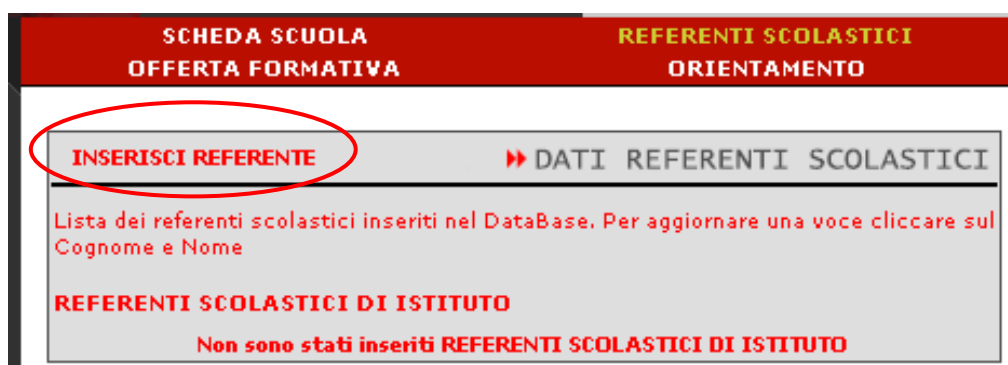 SCHEDA SCUOLA REFERENTI SCOLASTICI
OFFERTA FORMATIVA ORIENTAMENTO
INSERISCI REFERENTE DATI REFERENTI SCOLASTICI
Lista dei referenti scolastici inseriti nel DataBase. Per aggiornare una voce cliccare sul
Cognome e Nome
REFERENTI SCOLASTICI DI ISTITUTO
Non sono stati inseriti REFERENTI SCOLASTICI DI ISTITUTO